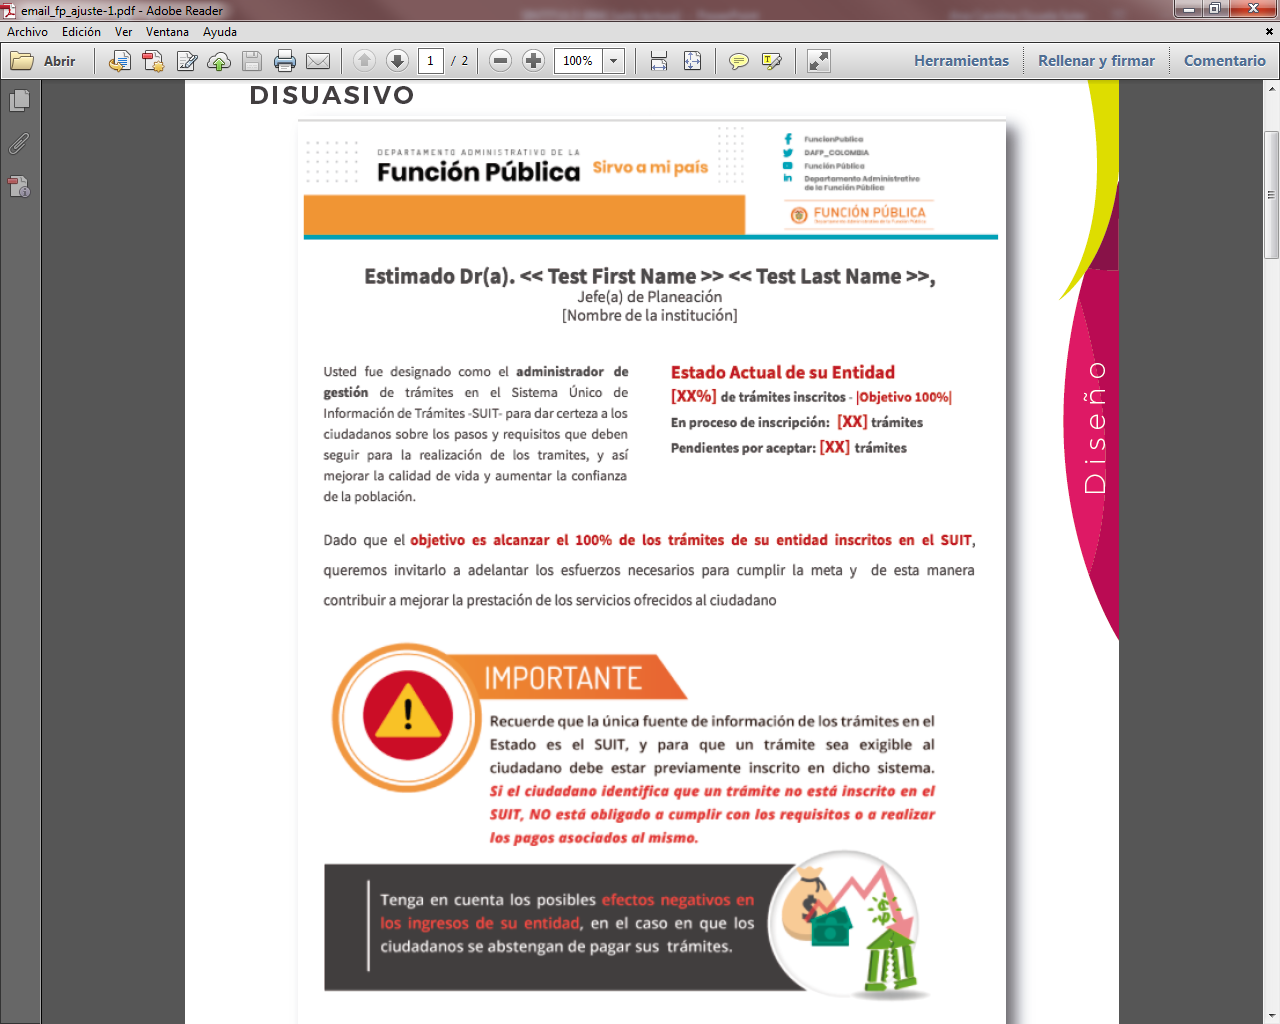 email_fp_ajuste-1.pdf - Adobe Reader
Archivo Edición Ver Ventana Ayuda
Abrir
1 / 2
100%
Herramientas Rellenar y firmar Comentario
DISUASIVO
DEPARTAMENTO ADMINISTRATIVO DE LA
Función Pública Sirvo a mi país
FuncionPublica
DAFP_COLOMBIA
Función Pública
Departamento Administrativo
de la Función Pública
FUNCIÓN PÚBLICA
Estimado Dr(a). << Test First Name >> << Test Last Name >>,
Jefe(a) de Planeación
[Nombre de la institución]
Usted fue designado como el administrador de
gestión de trámites en el Sistema Único de
Información de Trámites -SUIT- para dar certeza a los
ciudadanos sobre los pasos y requisitos que deben
seguir para la realización de los tramites, y así
mejorar la calidad de vida y aumentar la confianza
de la población.
Estado Actual de su Entidad
[XX%] de trámites inscritos - |Objetivo 100%|
En proceso de inscripción: [XX] trámites
Pendientes por aceptar: [XX] trámites
Diseño
Dado que el objetivo es alcanzar el 100% de los trámites de su entidad inscritos en el SUIT,
queremos invitarlo a adelantar los esfuerzos necesarios para cumplir la meta y de esta manera
contribuir a mejorar la prestación de los servicios ofrecidos al ciudadano
IMPORTANTE
Recuerde que la única fuente de información de los trámites en el
Estado es el SUIT, y para que un trámite sea exigible al
ciudadano debe estar previamente inscrito en dicho sistema.
Si el ciudadano identifica que un trámite no está inscrito en el
SUIT, NO está obligado a cumplir con los requisitos o a realizar
los pagos asociados al mismo.
Tenga en cuenta los posibles efectos negativos en
los ingresos de su entidad, en el caso en que los
ciudadanos se abstengan de pagar sus trámites.